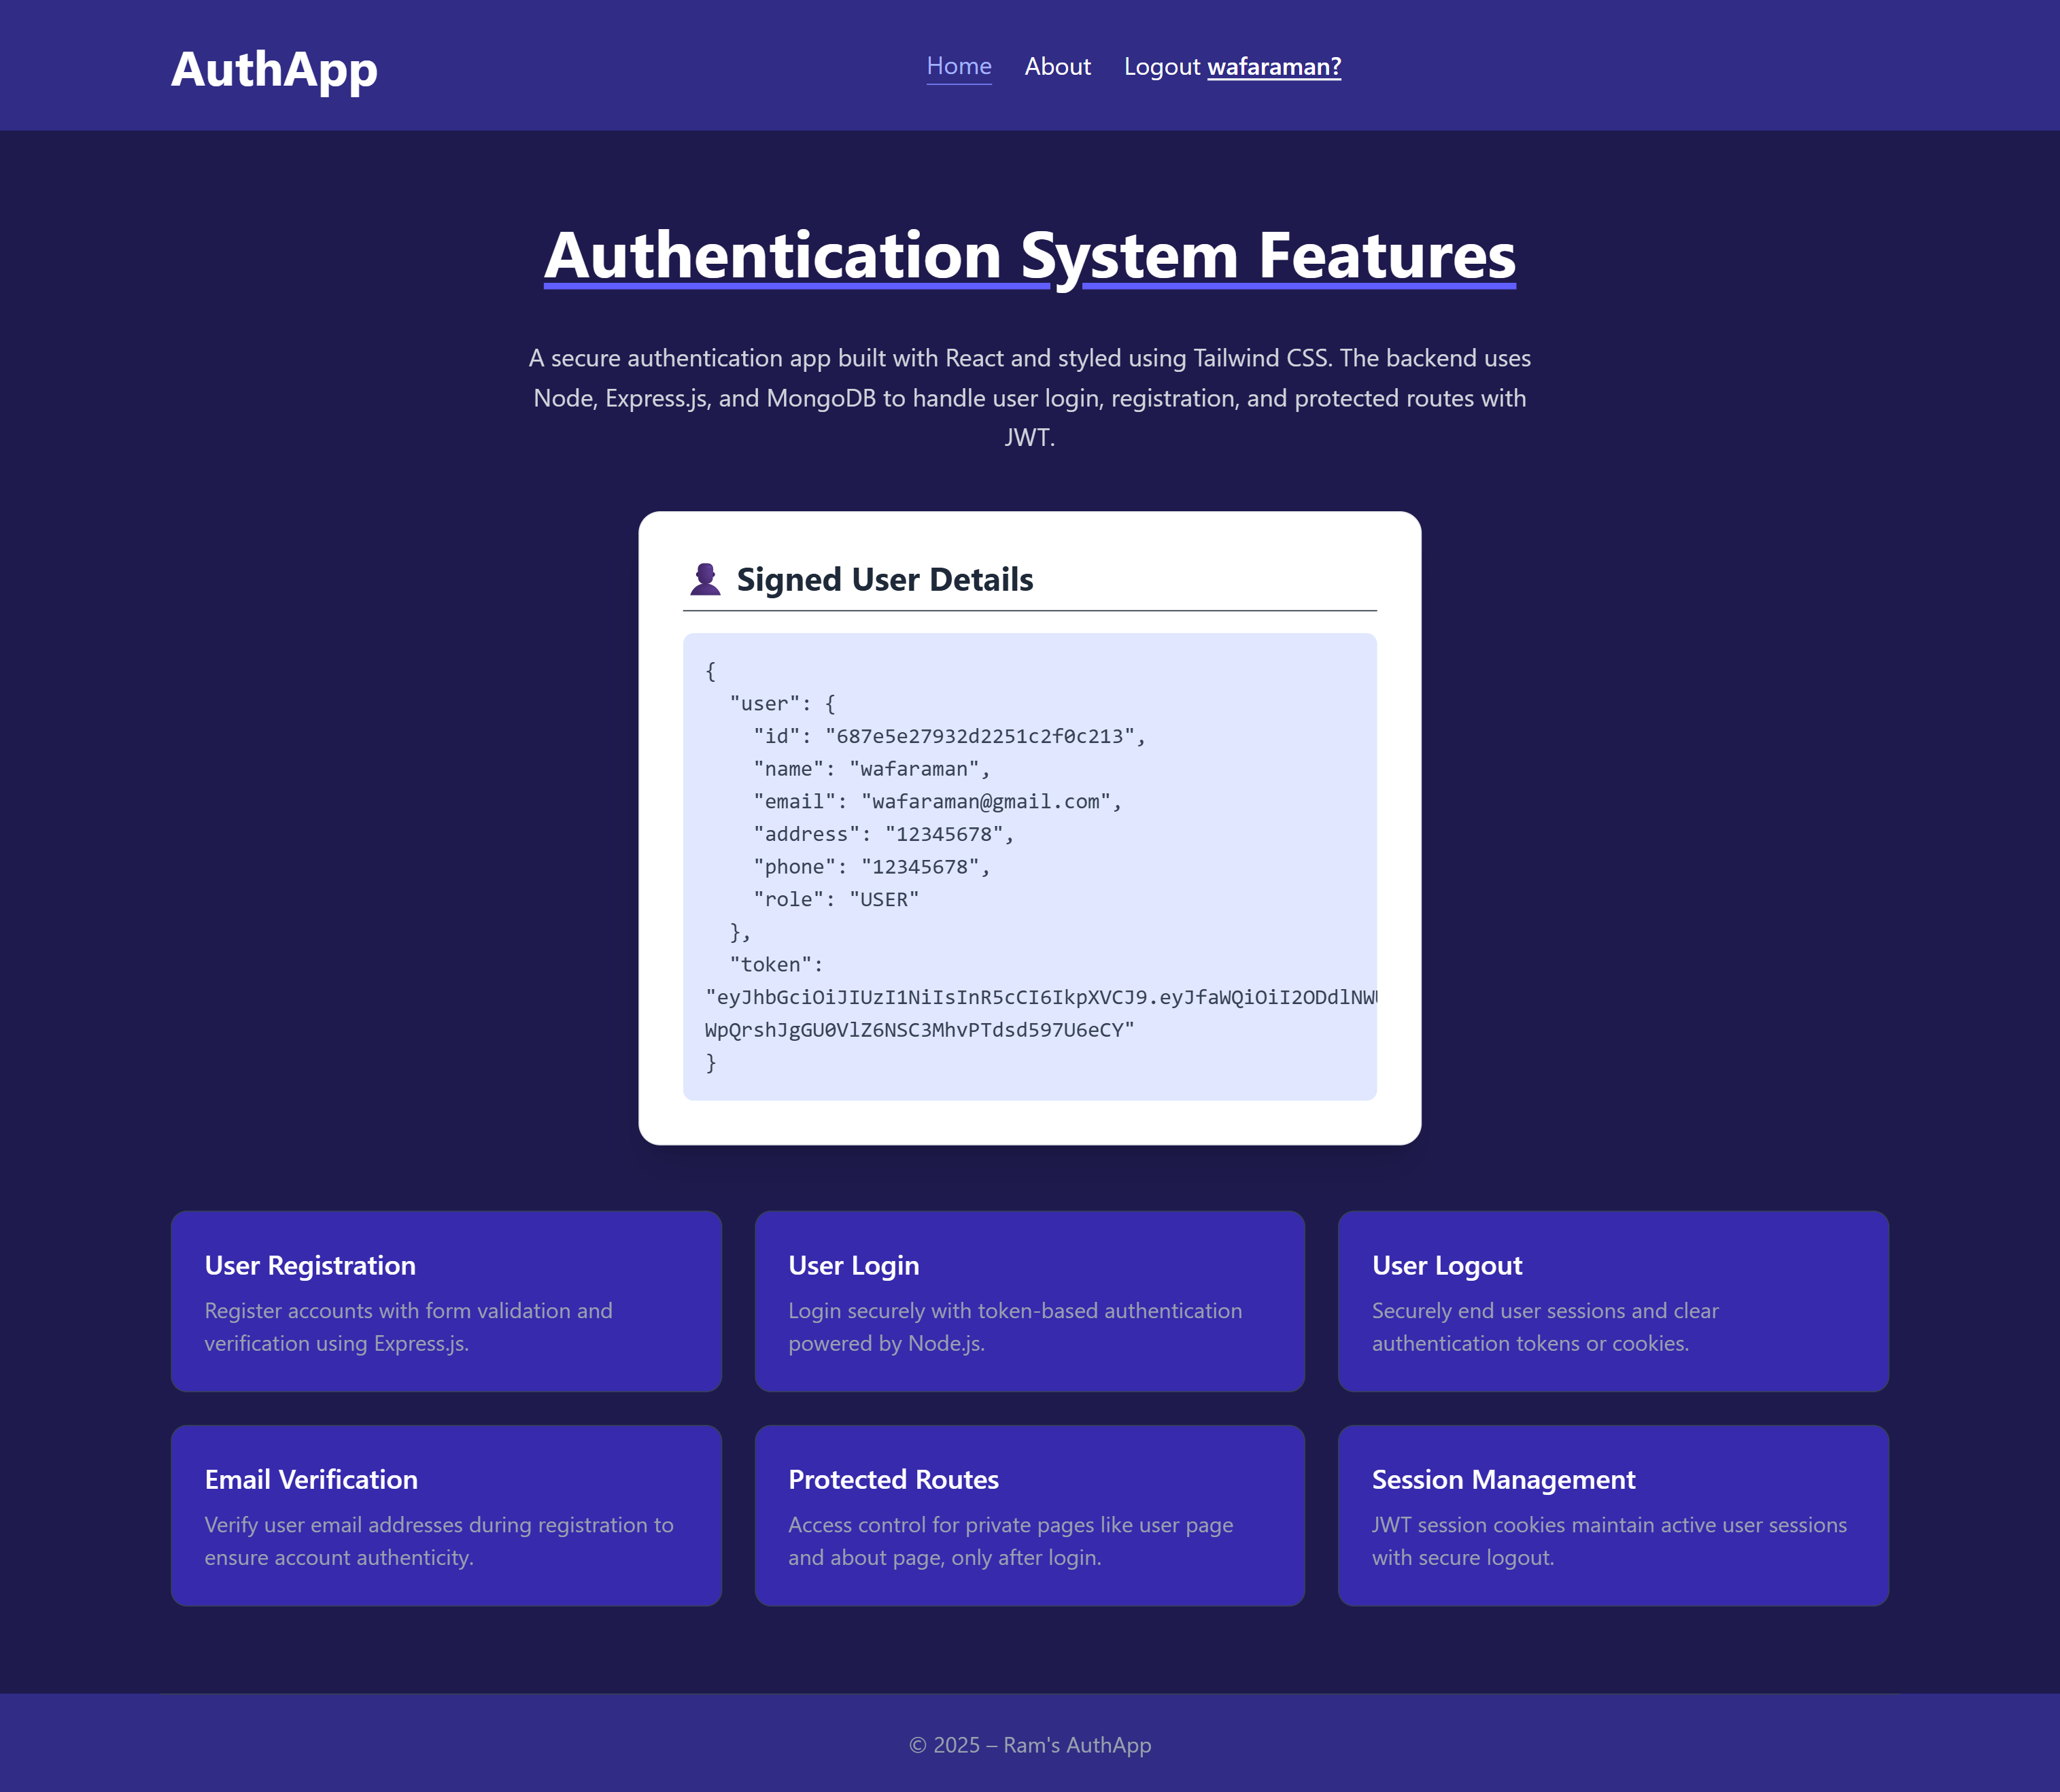 AuthApp
Home About Logout wafaraman?
Authentication System Features
A secure authentication app built with React and styled using Tailwind CSS. The backend uses
Node, Express.js, and MongoDB to handle user login, registration, and protected routes with
JWT.
Signed User Details
{
"user": {
"id": "687e5e27932d2251c2f0c213",
"name": "wafaraman",
"email": "wafaraman@gmail.com",
"address": "12345678",
"phone": "12345678",
"role": "USER"
},
"token":
"eyJhbGciOiJIUzI1NiIsInR5cCI6IkpXVCJ9.eyJfaWQiOiI2ODdlNW
WpQrshJgGU0VlZ6NSC3MhvPTdsd597U6eCY"
}
User Registration
Register accounts with form validation and
verification using Express.js.
User Login
Login securely with token-based authentication
powered by Node.js.
User Logout
Securely end user sessions and clear
authentication tokens or cookies.
Email Verification
Verify user email addresses during registration to
ensure account authenticity.
Protected Routes
Access control for private pages like user page
and about page, only after login.
Session Management
JWT session cookies maintain active user sessions
with secure logout.
© 2025 – Ram's AuthApp